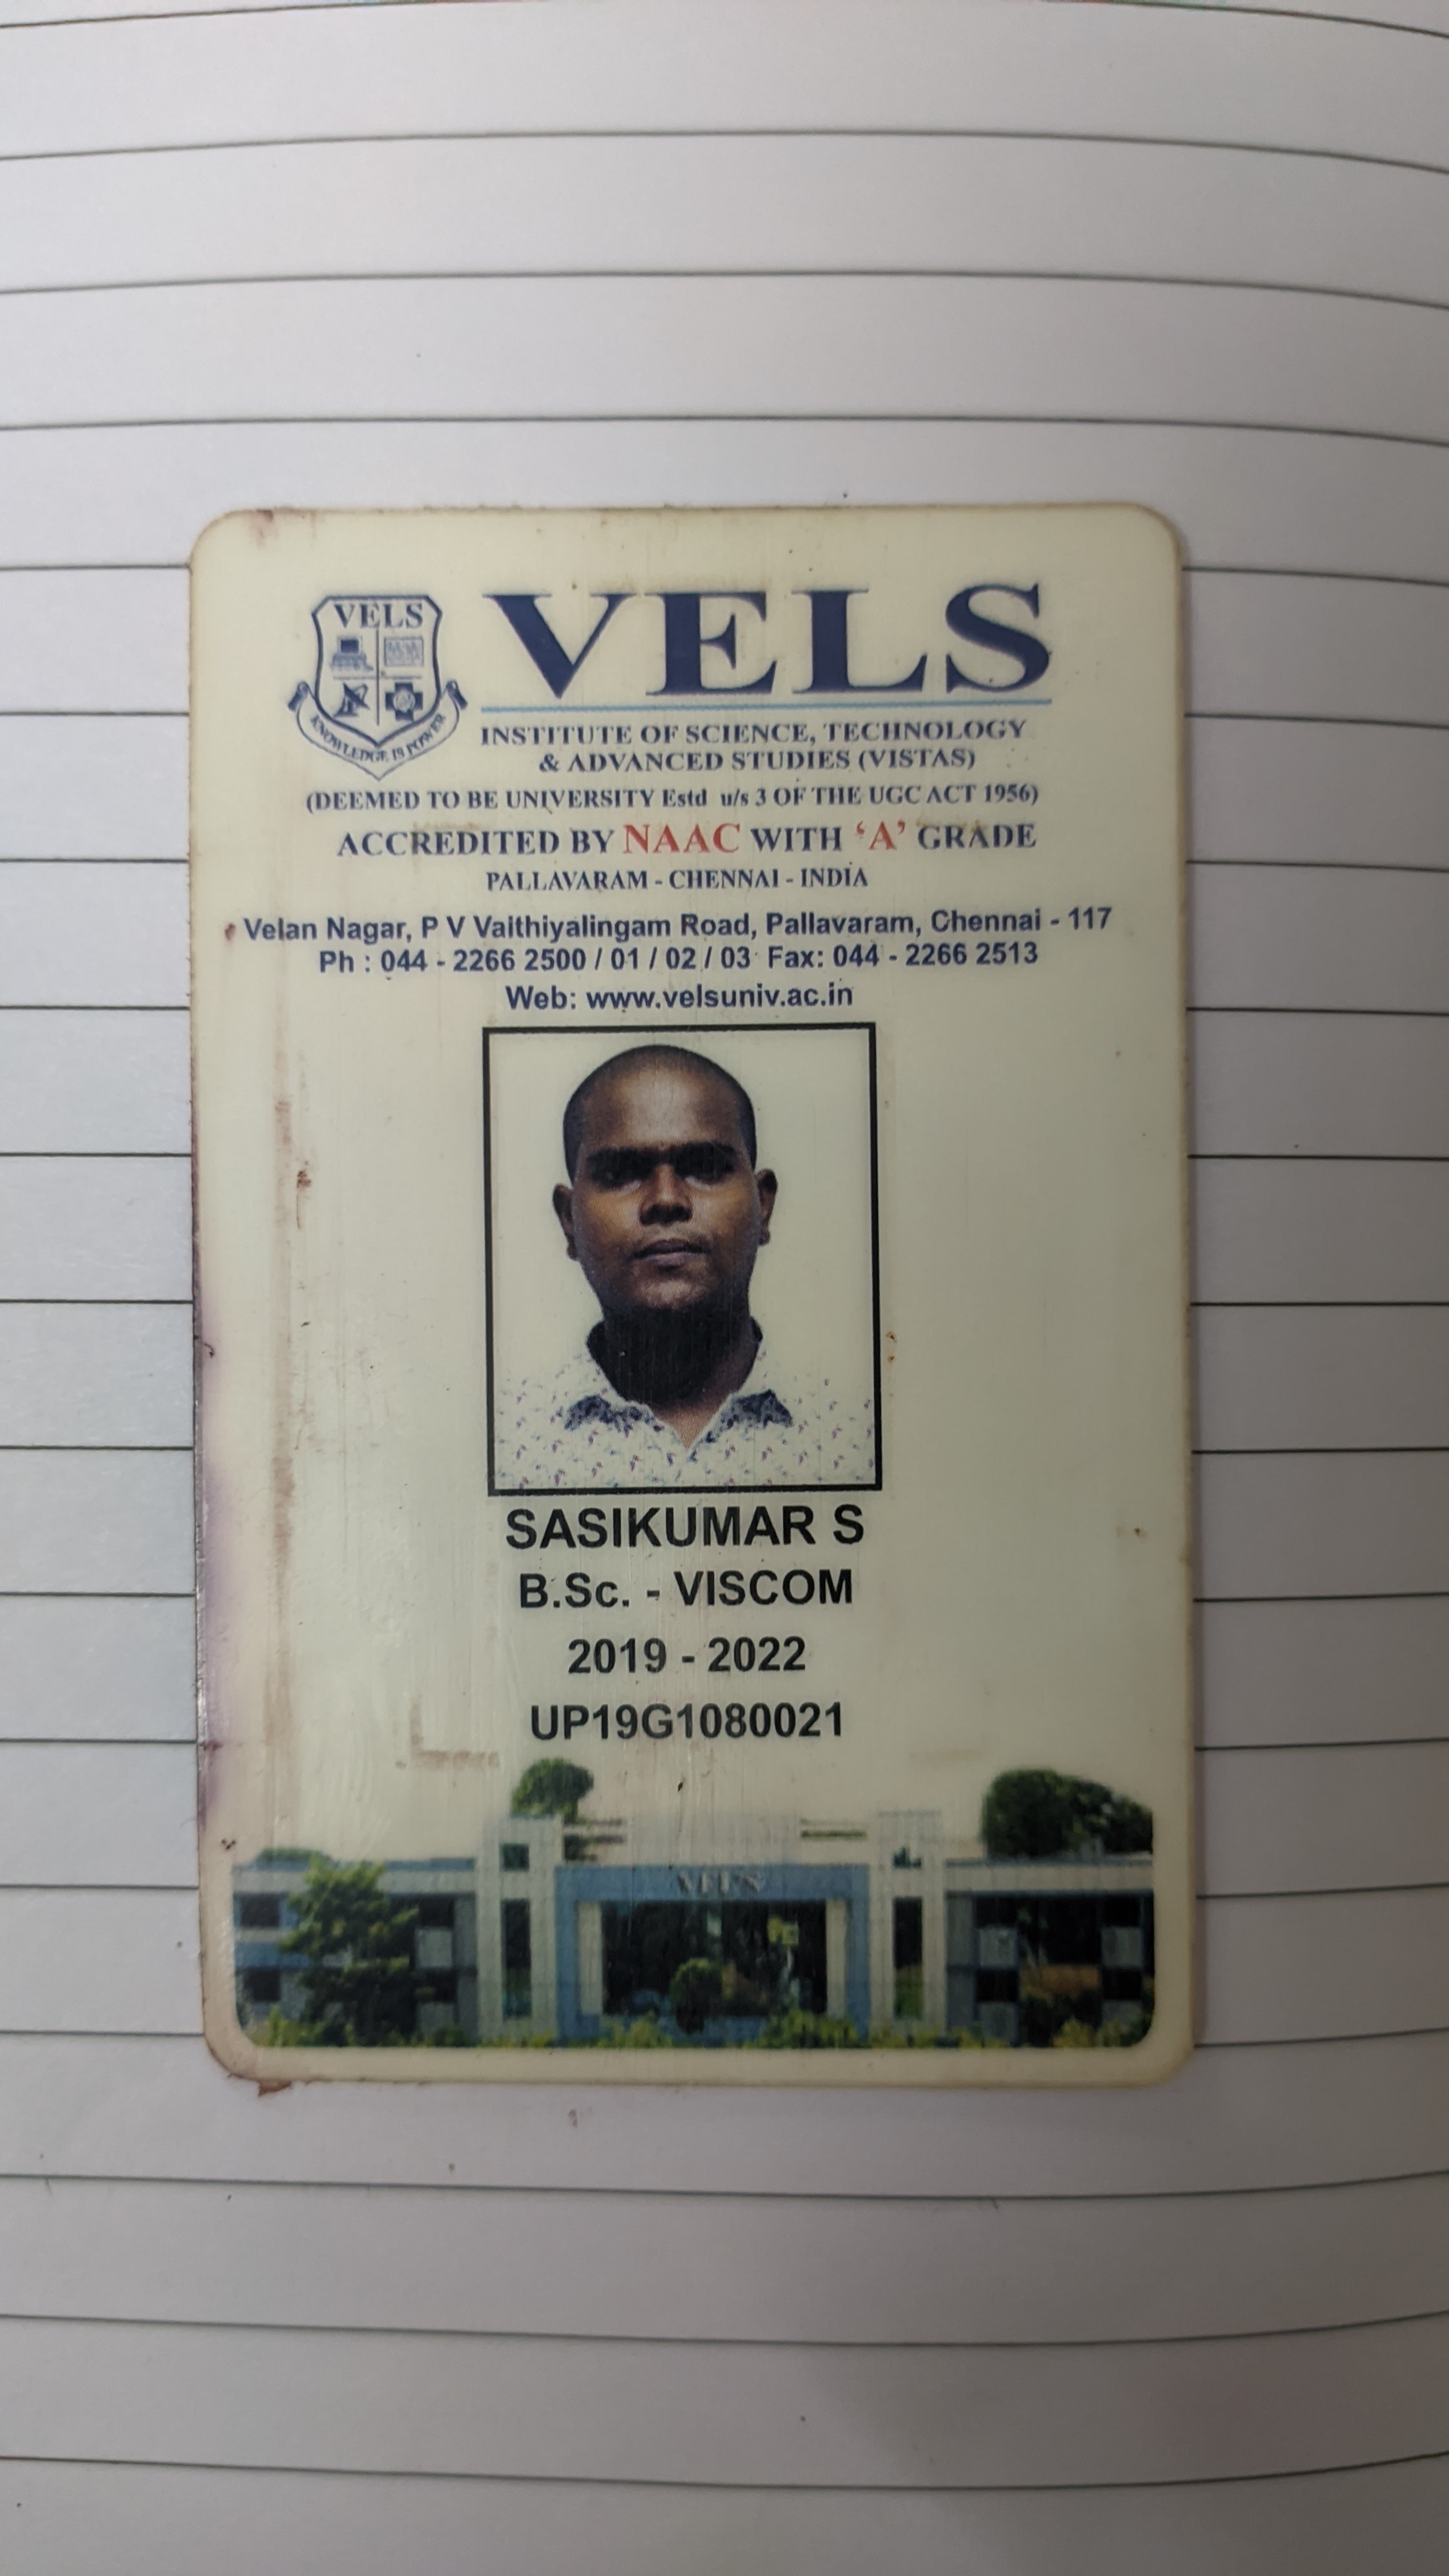 VELS
KNOWLEDGE IS POWER
VELS
INSTITUTE OF SCIENCE, TECHNOLOGY
& ADVANCED STUDIES (VISTAS)
(DEEMED TO BE UNIVERSITY Estd u/s 3 OF THE UGC ACT 1956)
ACCREDITED BY NAAC WITH ‘A’ GRADE
PALLAVARAM - CHENNAI - INDIA
Velan Nagar, P V Vaithiyalingam Road, Pallavaram, Chennai - 117
Ph : 044 - 2266 2500 / 01 / 02 / 03 Fax: 044 - 2266 2513
Web: www.velsuniv.ac.in
SASIKUMAR S
B.Sc. - VISCOM
2019 - 2022
UP19G1080021
VELS